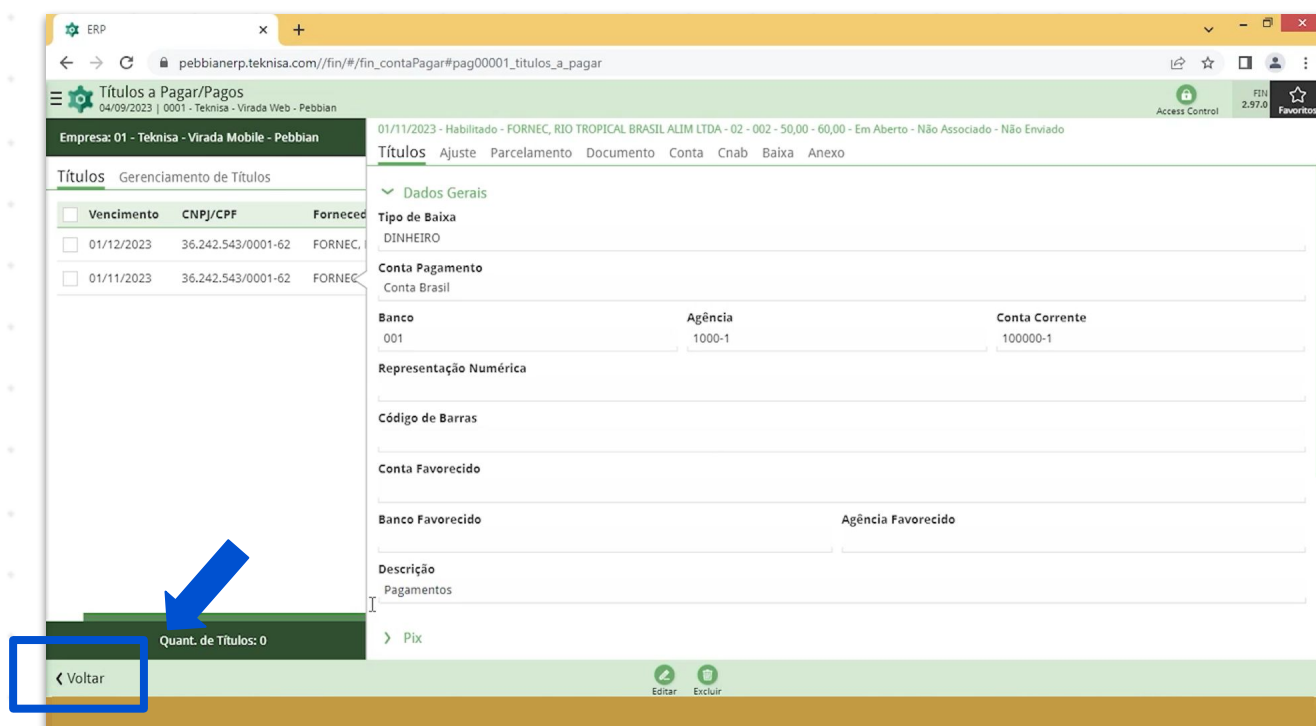 ERP
pebbianerp.teknisa.com//fin/#/fin_contaPagar#pag00001_titulos_a_pagar
Títulos a Pagar/Pagos
04/09/2023 | 0001 - Teknisa - Virada Web - Pebbian
Access Control
FIN
2.97.0
Favoritos
Empresa: 01 - Teknisa - Virada Mobile - Pebbian
Títulos Gerenciamento de Títulos
Vencimento CNPJ/CPF Forneced
01/12/2023 36.242.543/0001-62 FORNEC,
01/11/2023 36.242.543/0001-62 FORNEC
Quant. de Títulos: 0
01/11/2023 - Habilitado - FORNEC, RIO TROPICAL BRASIL ALIM LTDA - 02 - 002 - 50,00 - 60,00 - Em Aberto - Não Associado - Não Enviado
Títulos Ajuste Parcelamento Documento Conta Cnab Baixa Anexo
Dados Gerais
Tipo de Baixa
DINHEIRO
Conta Pagamento
Conta Brasil
Banco Agência Conta Corrente
001 1000-1 100000-1
Representação Numérica
Código de Barras
Conta Favorecido
Banco Favorecido Agência Favorecido
Descrição
Pagamentos
Pix
Voltar
Editar Excluir